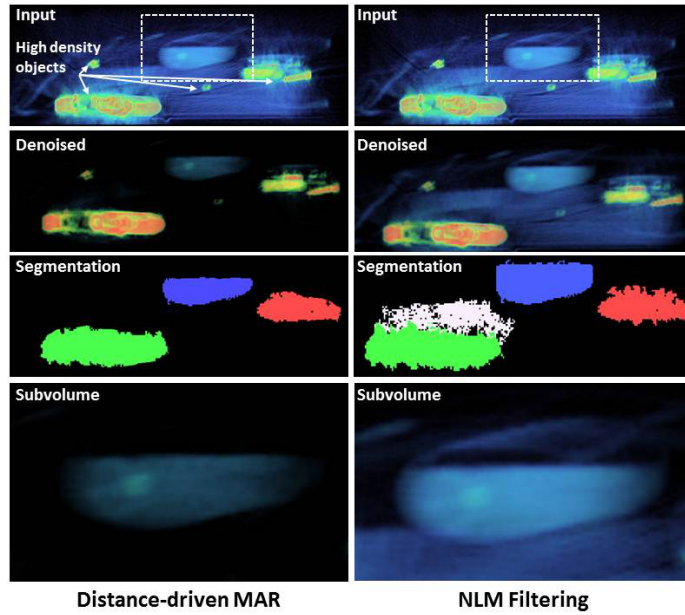 Input
High density
objects
Input
Denoised
Denoised
Segmentation
Segmentation
Subvolume
Subvolume
Distance-driven MAR
NLM Filtering